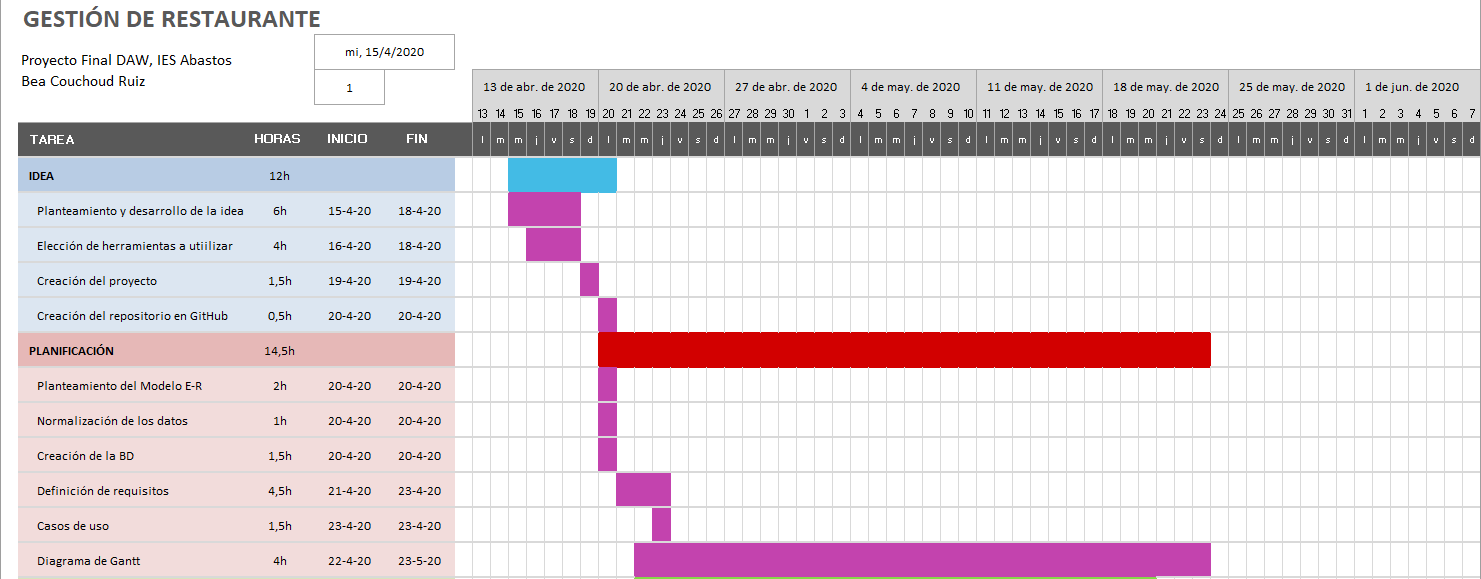 GESTIÓN DE RESTAURANTE
mi, 15/4/2020
Proyecto Final DAW, IES Abastos
Bea Couchoud Ruiz
1
13 de abr. de 2020 20 de abr. de 2020 27 de abr. de 2020 4 de may. de 2020 11 de may. de 2020 18 de may. de 2020 25 de may. de 2020 1 de jun. de 2020
13 14 15 16 17 18 19 20 21 22 23 24 25 26 27 28 29 30 1 2 3 4 5 6 7 8 9 10 11 12 13 14 15 16 17 18 19 20 21 22 23 24 25 26 27 28 29 30 31 1 2 3 4 5 6 7
TAREA HORAS INICIO FIN l m m j v s d l m m j v s d l m m j v s d l m m j v s d l m m j v s d l m m j v s d l m m j v s d l m m j v s d
IDEA 12h
Planteamiento y desarrollo de la idea 6h 15-4-20 18-4-20
Elección de herramientas a utiilizar 4h 16-4-20 18-4-20
Creación del proyecto 1,5h 19-4-20 19-4-20
Creación del repositorio en GitHub 0,5h 20-4-20 20-4-20
PLANIFICACIÓN 14,5h
Planteamiento del Modelo E-R 2h 20-4-20 20-4-20
Normalización de los datos 1h 20-4-20 20-4-20
Creación de la BD 1,5h 20-4-20 20-4-20
Definición de requisitos 4,5h 21-4-20 23-4-20
Casos de uso 1,5h 23-4-20 23-4-20
Diagrama de Gantt 4h 22-4-20 23-5-20